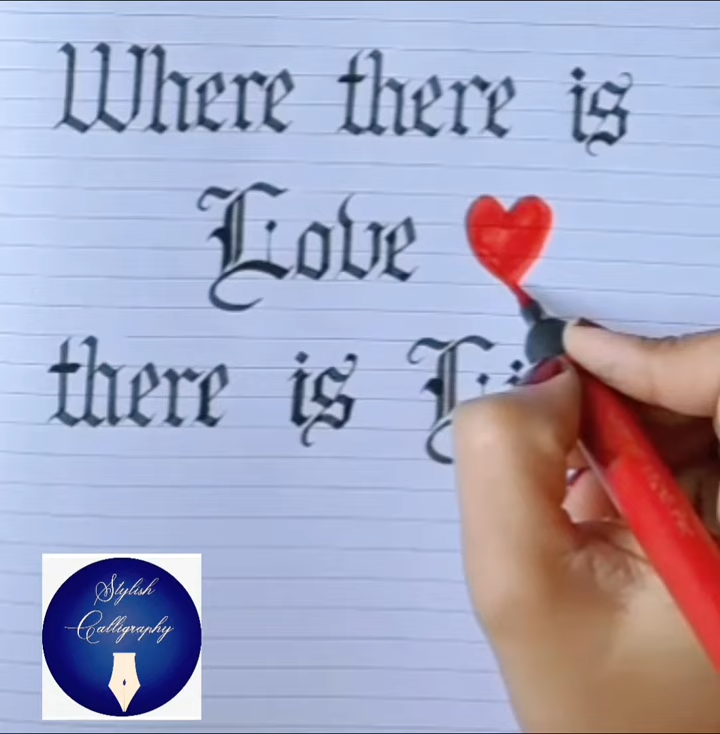 Where there is
Love
there is
Stylish
Calligraphy